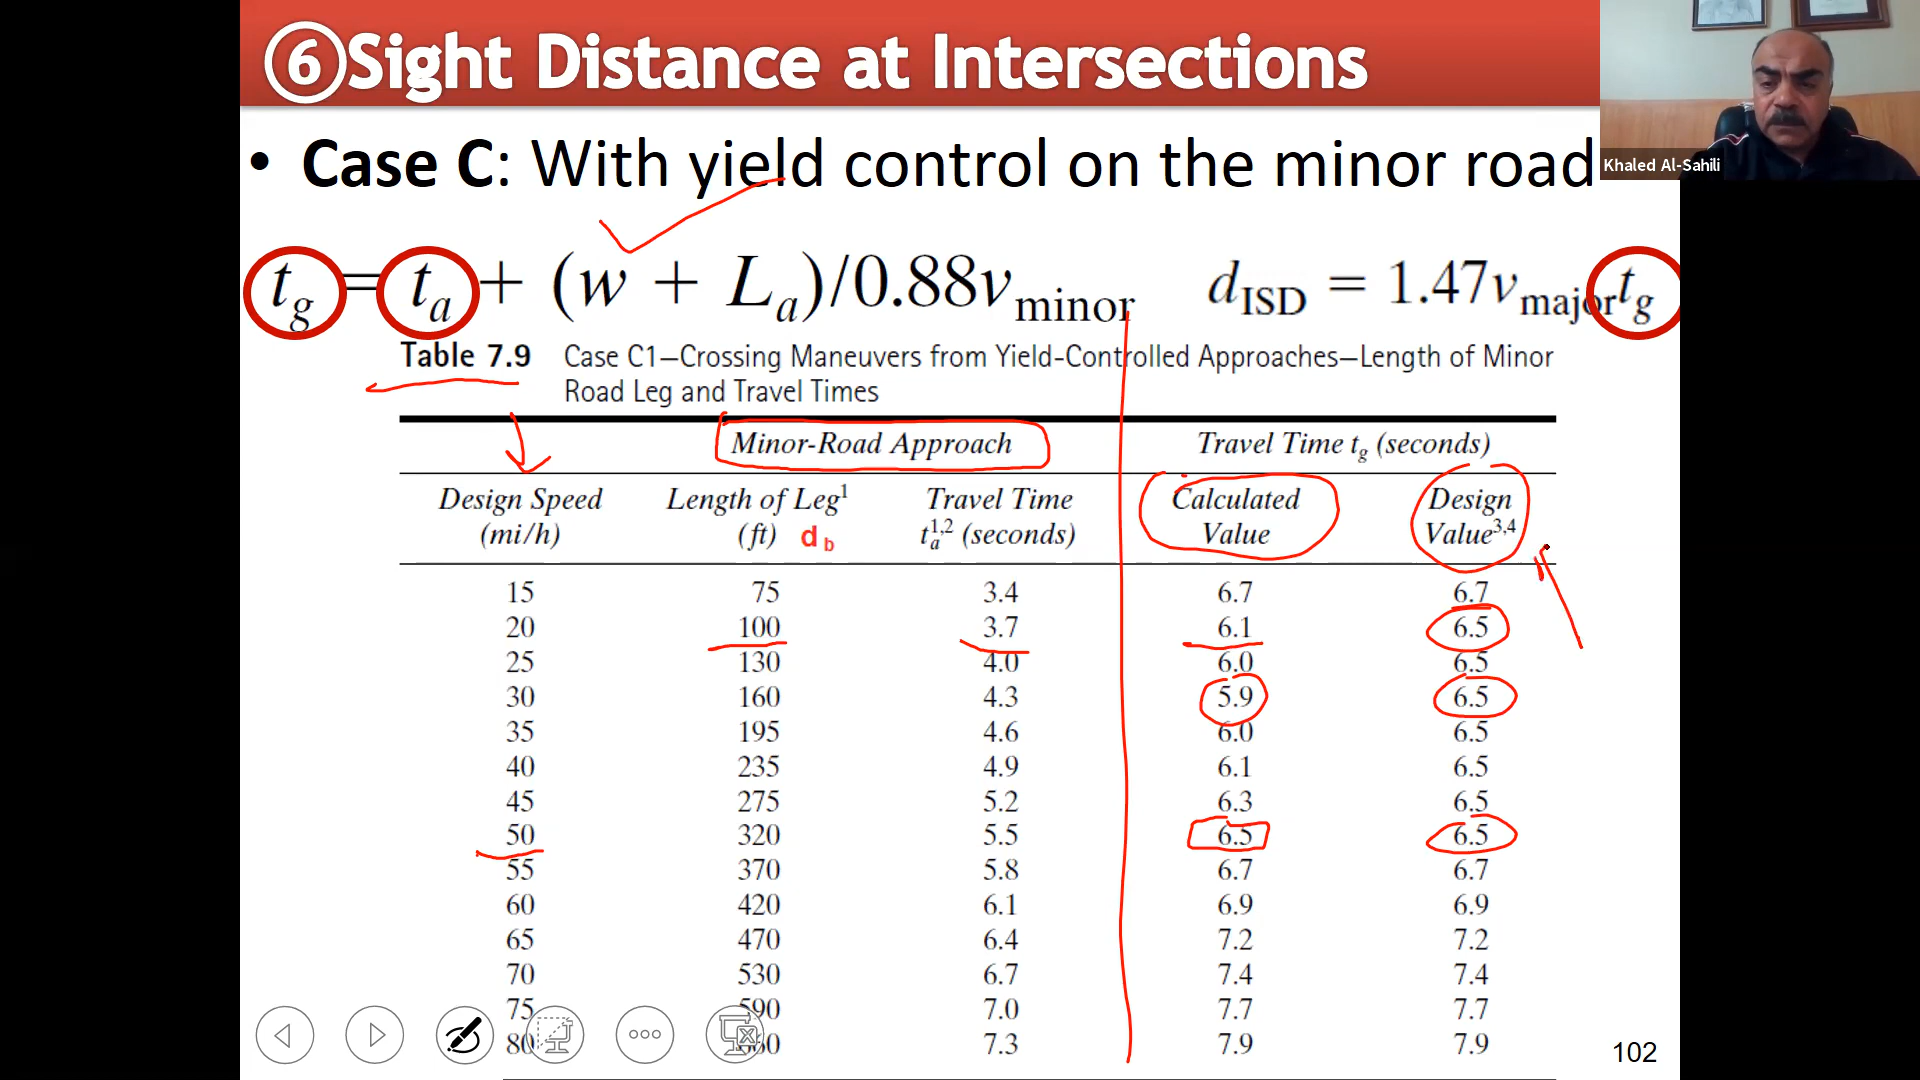 ⑥Sight Distance at Intersections
Khaled Al-Sahili
• Case C: With yield control on the minor road
t_g = t_a + (w + L_a)/0.88v_minor d_ISD = 1.47v_major t_g
Table 7.9 Case C1—Crossing Maneuvers from Yield-Controlled Approaches—Length of Minor
Road Leg and Travel Times
Minor-Road Approach Travel Time t_g (seconds)
Design Speed Length of Leg¹ Travel Time Calculated Design
(mi/h) (ft) d_b t_a^1,2 (seconds) Value Value^3,4
15 75 3.4 6.7 6.7
20 100 3.7 6.1 6.5
25 130 4.0 6.0 6.5
30 160 4.3 5.9 6.5
35 195 4.6 6.0 6.5
40 235 4.9 6.1 6.5
45 275 5.2 6.3 6.5
50 320 5.5 6.5 6.5
55 370 5.8 6.7 6.7
60 420 6.1 6.9 6.9
65 470 6.4 7.2 7.2
70 530 6.7 7.4 7.4
75 590 7.0 7.7 7.7
80 7.3 7.9 7.9
102